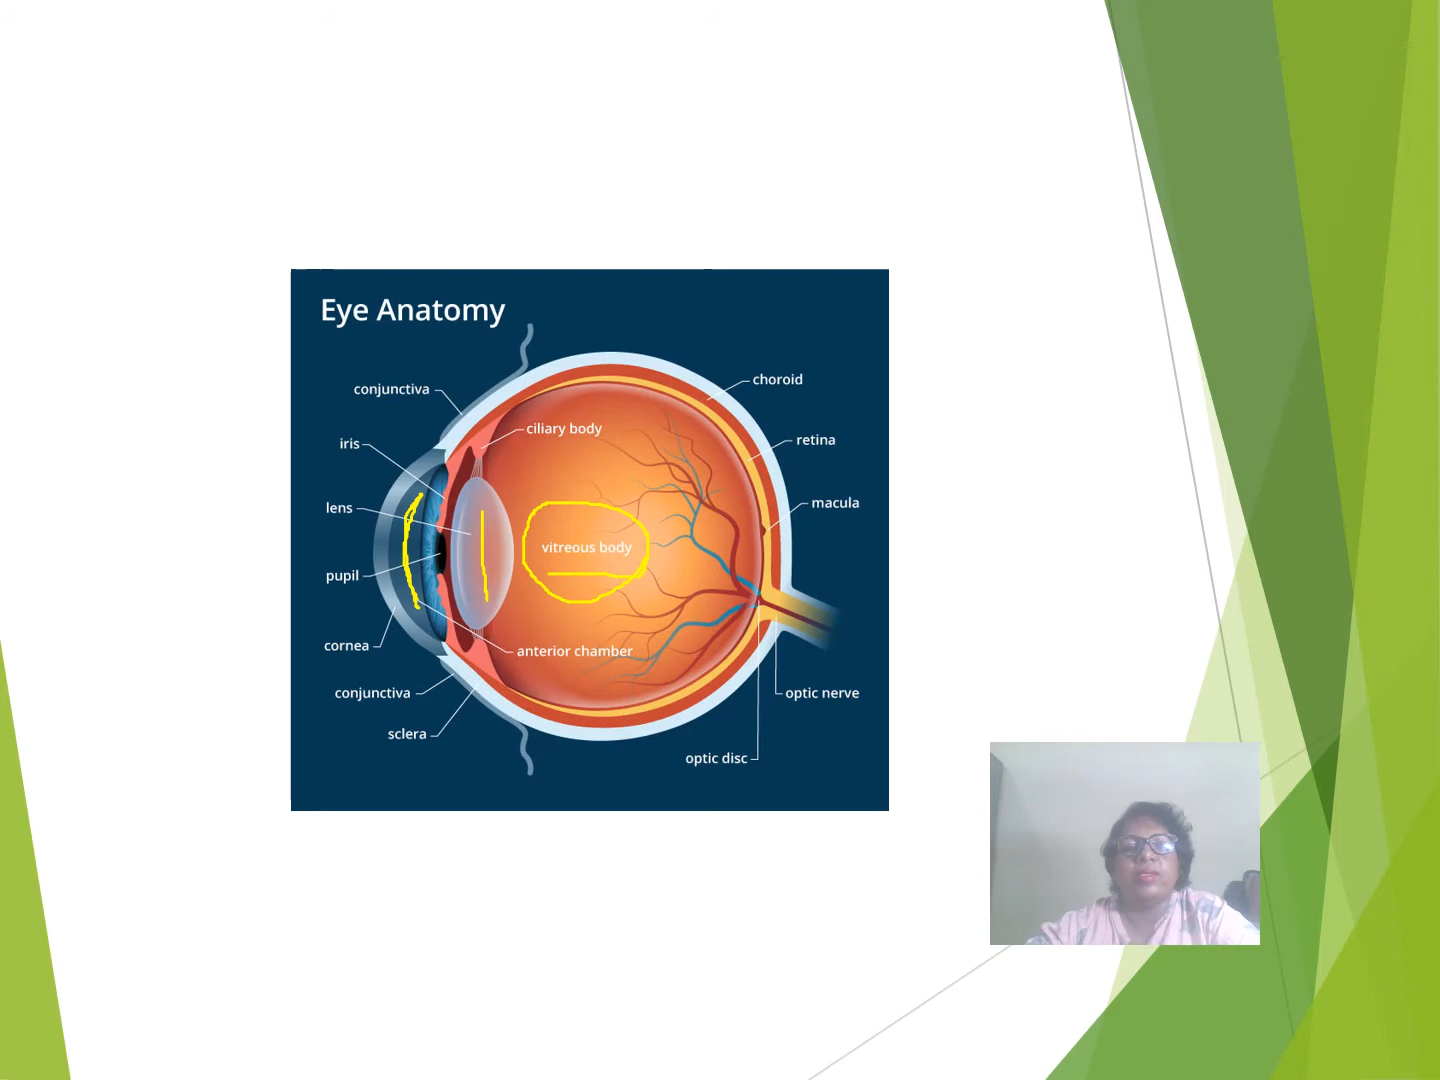 Eye Anatomy
conjunctiva
choroid
ciliary body
iris
retina
lens
macula
vitreous body
pupil
cornea
anterior chamber
conjunctiva
optic nerve
sclera
optic disc